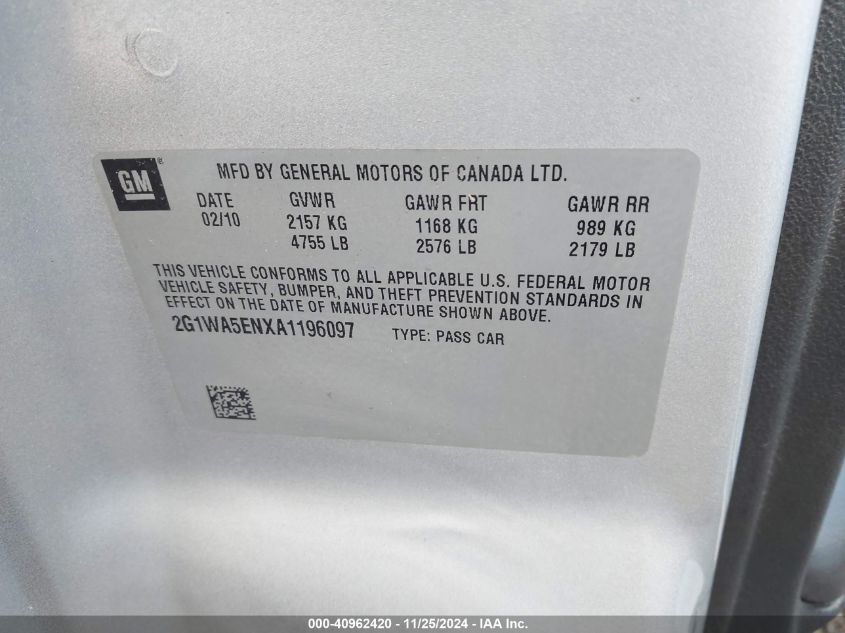 GM®
MFD BY GENERAL MOTORS OF CANADA LTD.
DATE GVWR GAWR FRT GAWR RR
02/10 2157 KG 1168 KG 989 KG
4755 LB 2576 LB 2179 LB
THIS VEHICLE CONFORMS TO ALL APPLICABLE U.S. FEDERAL MOTOR
VEHICLE SAFETY, BUMPER, AND THEFT PREVENTION STANDARDS IN
EFFECT ON THE DATE OF MANUFACTURE SHOWN ABOVE.
2G1WA5ENXA1196097 TYPE: PASS CAR
000-40962420 - 11/25/2024 - IAA Inc.